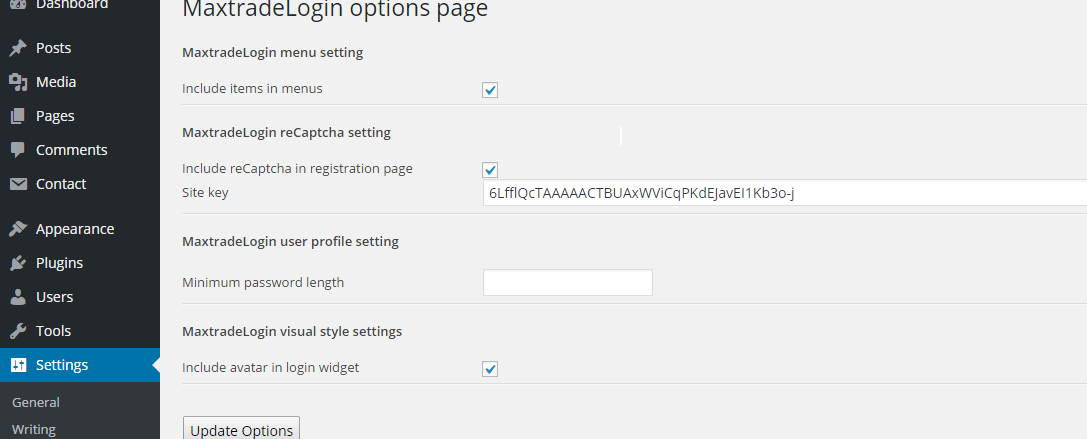 Dashboard
Posts
Media
Pages
Comments
Contact
Appearance
Plugins
Users
Tools
Settings
General
Writing
MaxtradeLogin options page
MaxtradeLogin menu setting
Include items in menus
MaxtradeLogin reCaptcha setting
Include reCaptcha in registration page
Site key 6LfflQcTAAAAACTBUAxWViCqPKdEJavEI1Kb3o-j
MaxtradeLogin user profile setting
Minimum password length
MaxtradeLogin visual style settings
Include avatar in login widget
Update Options